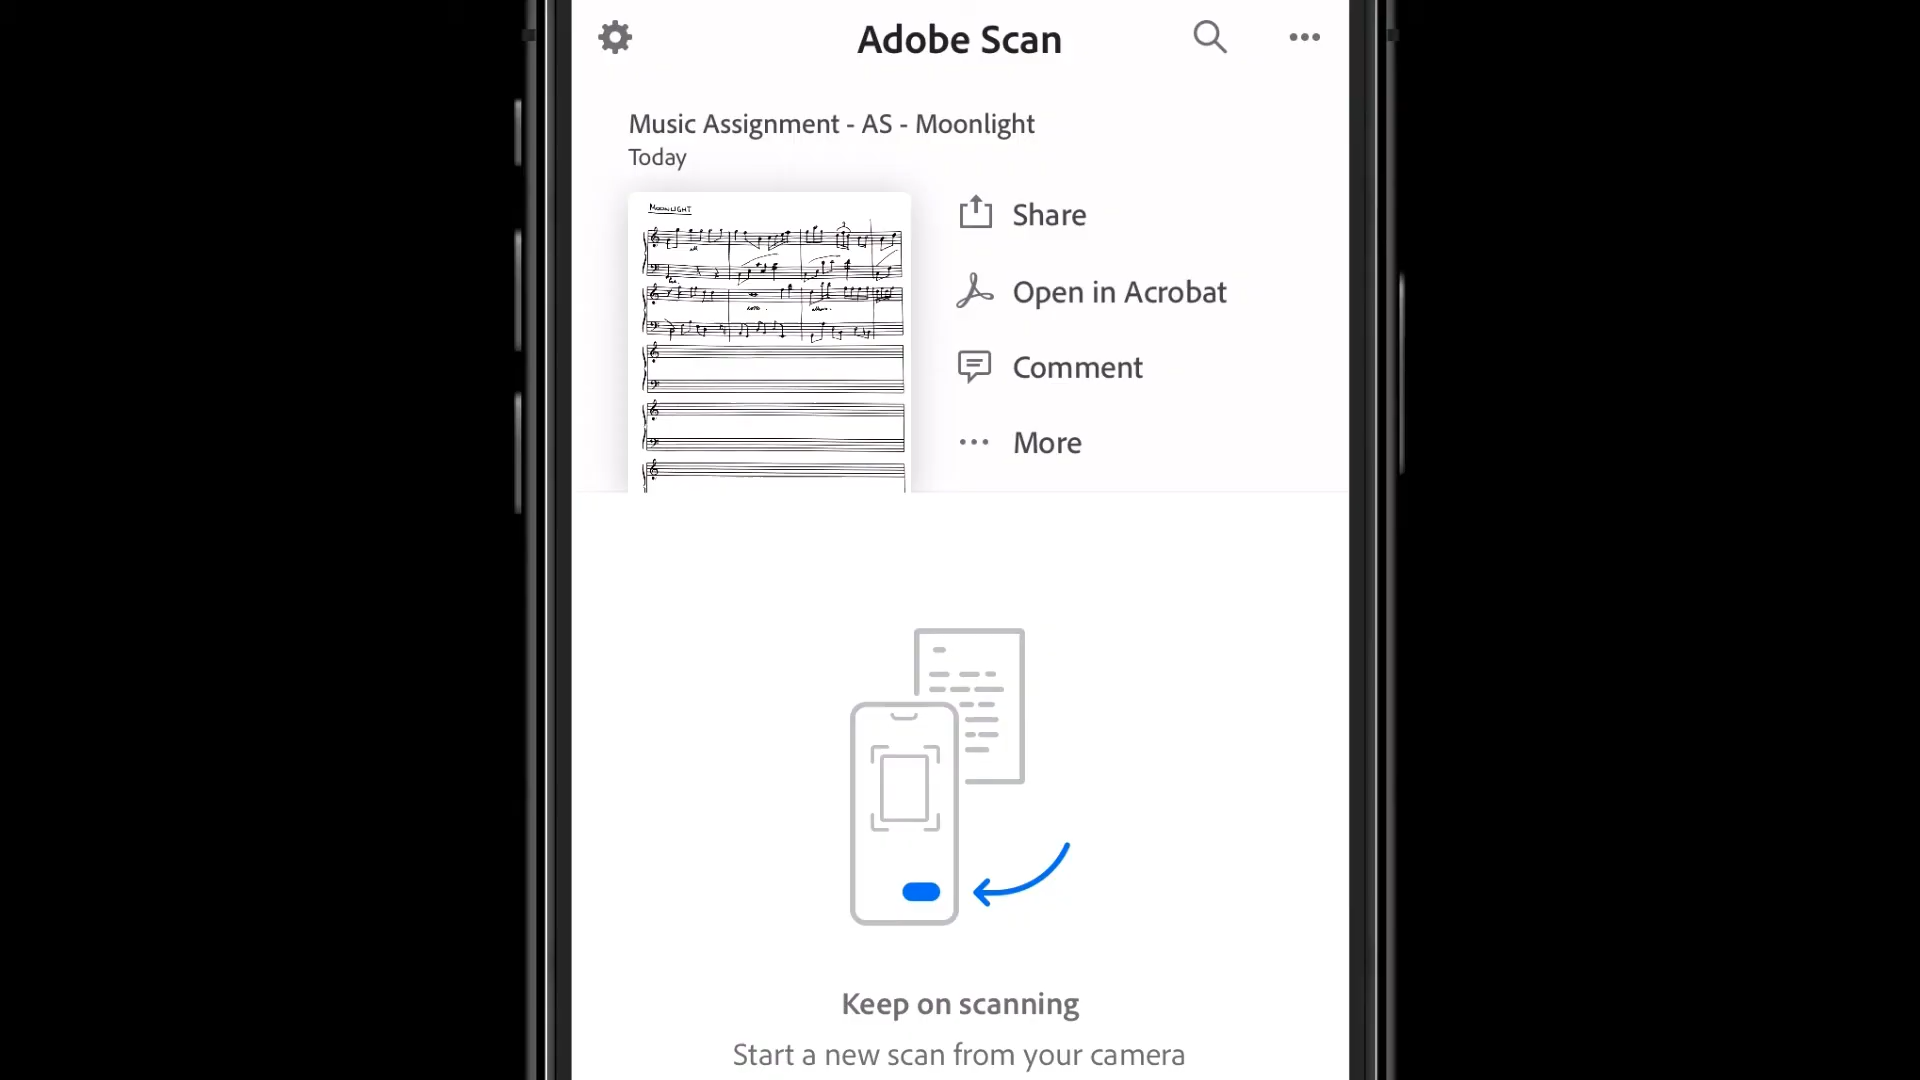 Adobe Scan
Music Assignment - AS - Moonlight
Today
MOONLIGHT
Share
Open in Acrobat
Comment
More
Keep on scanning
Start a new scan from your camera